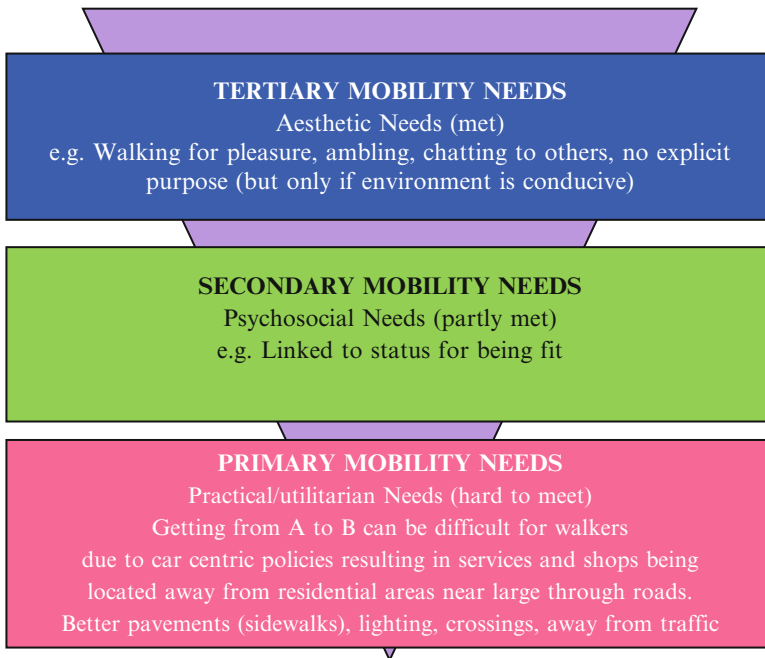 TERTIARY MOBILITY NEEDS
Aesthetic Needs (met)
e.g. Walking for pleasure, ambling, chatting to others, no explicit
purpose (but only if environment is conducive)
SECONDARY MOBILITY NEEDS
Psychosocial Needs (partly met)
e.g. Linked to status for being fit
PRIMARY MOBILITY NEEDS
Practical/utilitarian Needs (hard to meet)
Getting from A to B can be difficult for walkers
due to car centric policies resulting in services and shops being
located away from residential areas near large through roads.
Better pavements (sidewalks), lighting, crossings, away from traffic